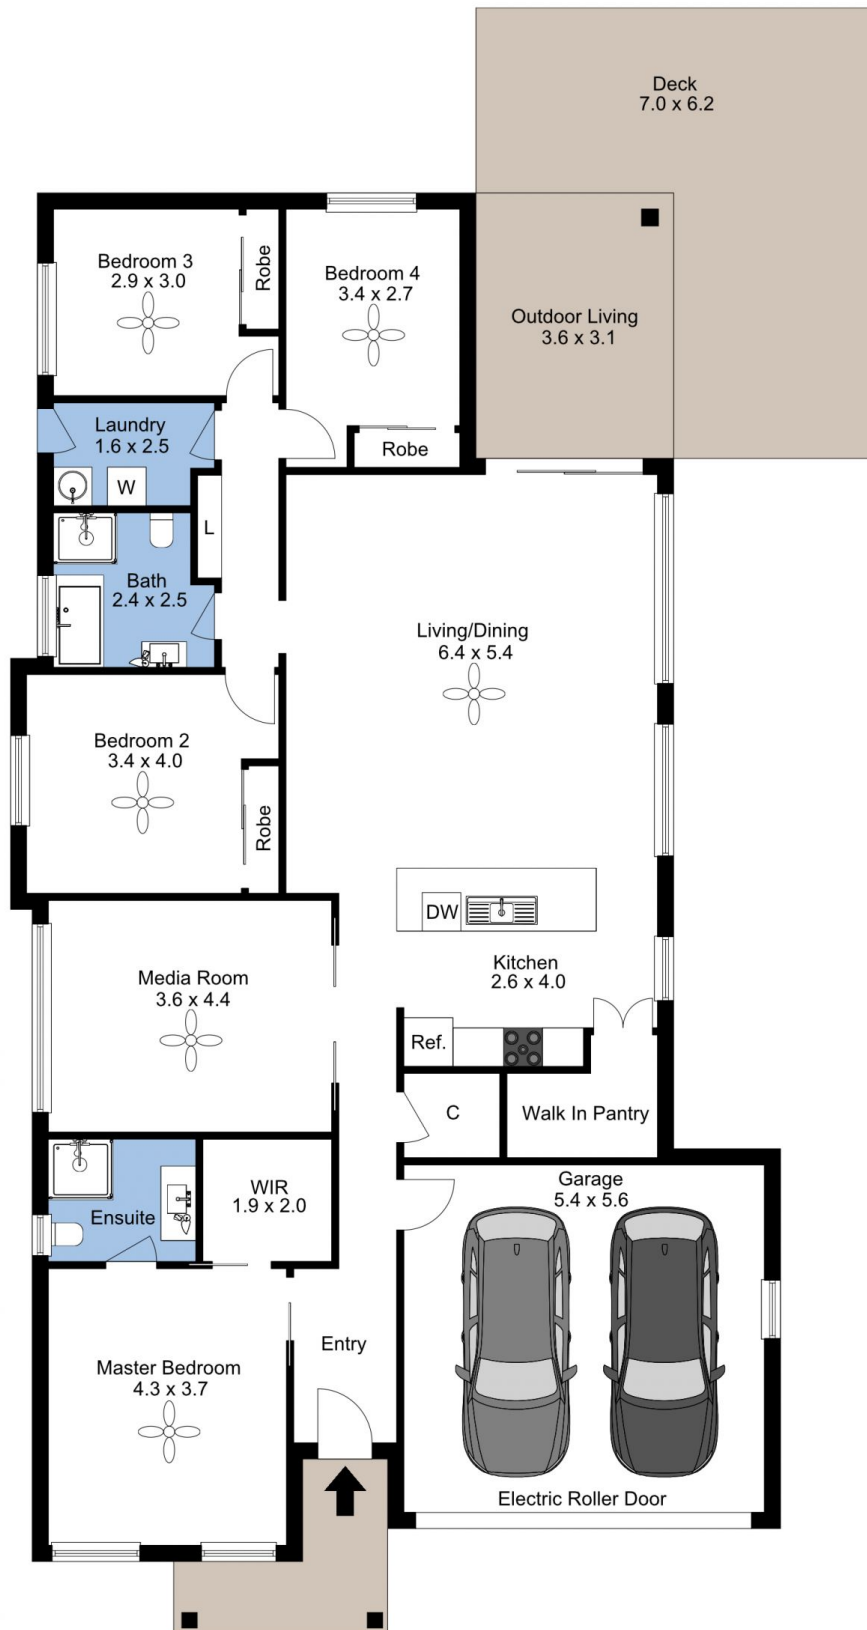 Deck
7.0 x 6.2
Bedroom 3
2.9 x 3.0
Robe
Bedroom 4
3.4 x 2.7
Robe
Outdoor Living
3.6 x 3.1
Laundry
1.6 x 2.5
W
L
Bath
2.4 x 2.5
Living/Dining
6.4 x 5.4
Bedroom 2
3.4 x 4.0
Robe
DW
Kitchen
2.6 x 4.0
Media Room
3.6 x 4.4
Ref.
C
Walk In Pantry
WIR
1.9 x 2.0
Ensuite
Garage
5.4 x 5.6
Entry
Master Bedroom
4.3 x 3.7
Electric Roller Door